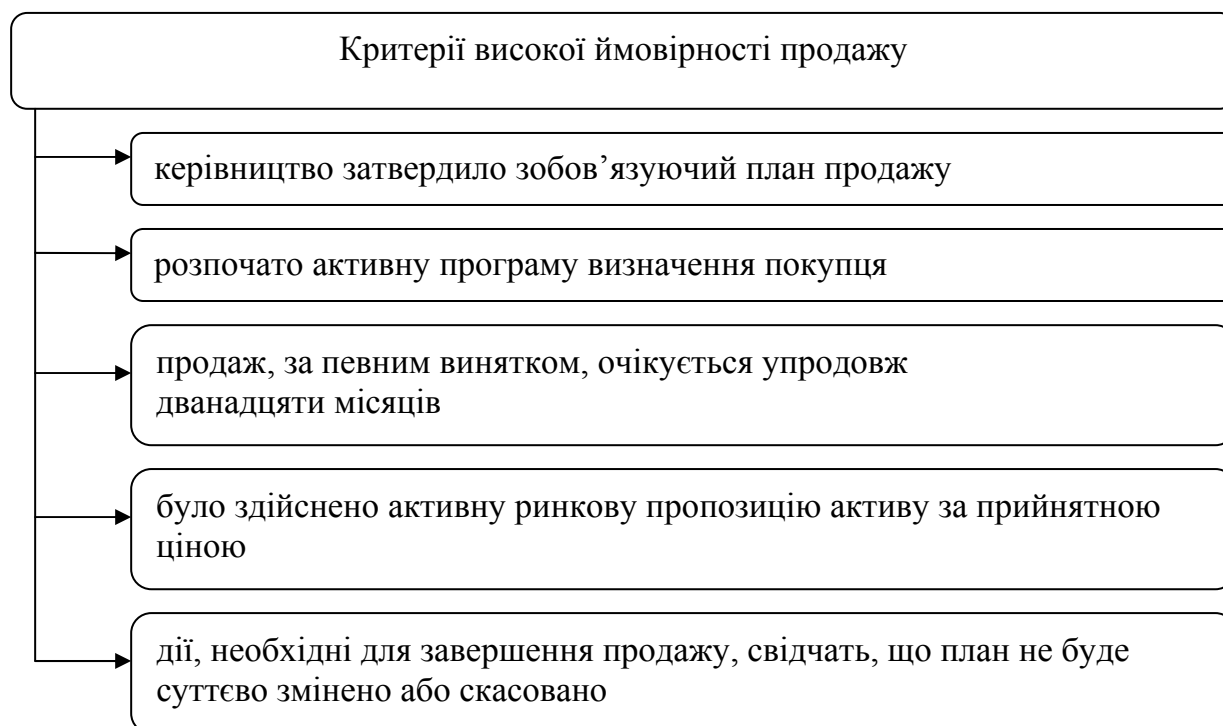 Критерії високої ймовірності продажу
керівництво затвердило зобов’язуючий план продажу
розпочато активну програму визначення покупця
продаж, за певним винятком, очікується упродовж
дванадцяти місяців
було здійснено активну ринкову пропозицію активу за прийнятною
ціною
дії, необхідні для завершення продажу, свідчать, що план не буде
суттєво змінено або скасовано